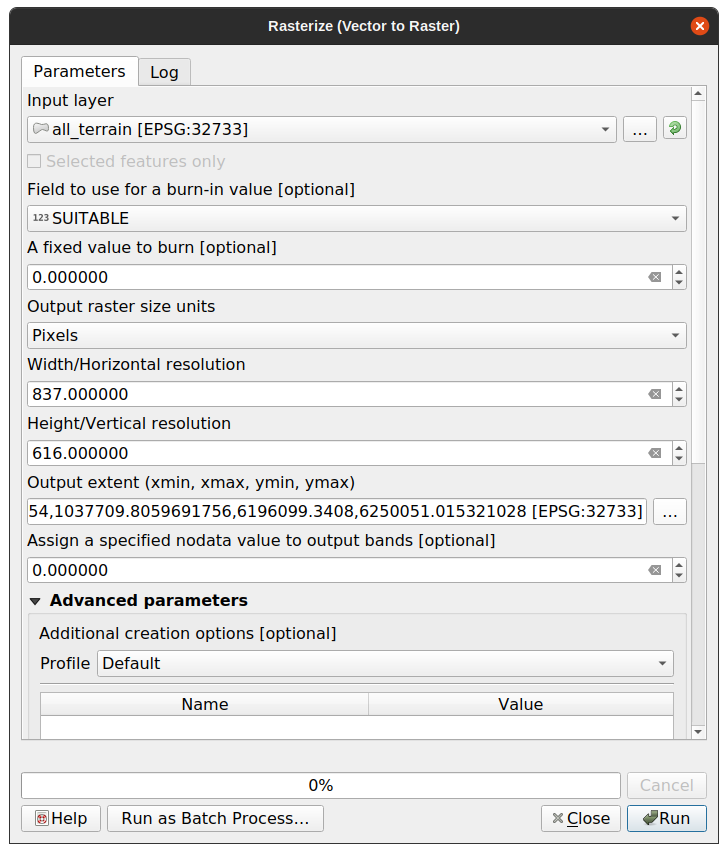 Rasterize (Vector to Raster)
Parameters
Log
Input layer
all_terrain [EPSG:32733]
...
Selected features only
Field to use for a burn-in value [optional]
123 SUITABLE
A fixed value to burn [optional]
0.000000
Output raster size units
Pixels
Width/Horizontal resolution
837.000000
Height/Vertical resolution
616.000000
Output extent (xmin, xmax, ymin, ymax)
54,1037709.8059691756,6196099.3408,6250051.015321028 [EPSG:32733]
...
Assign a specified nodata value to output bands [optional]
0.000000
Advanced parameters
Additional creation options [optional]
Profile Default
Name Value
0%
Cancel
Help Run as Batch Process... Close Run